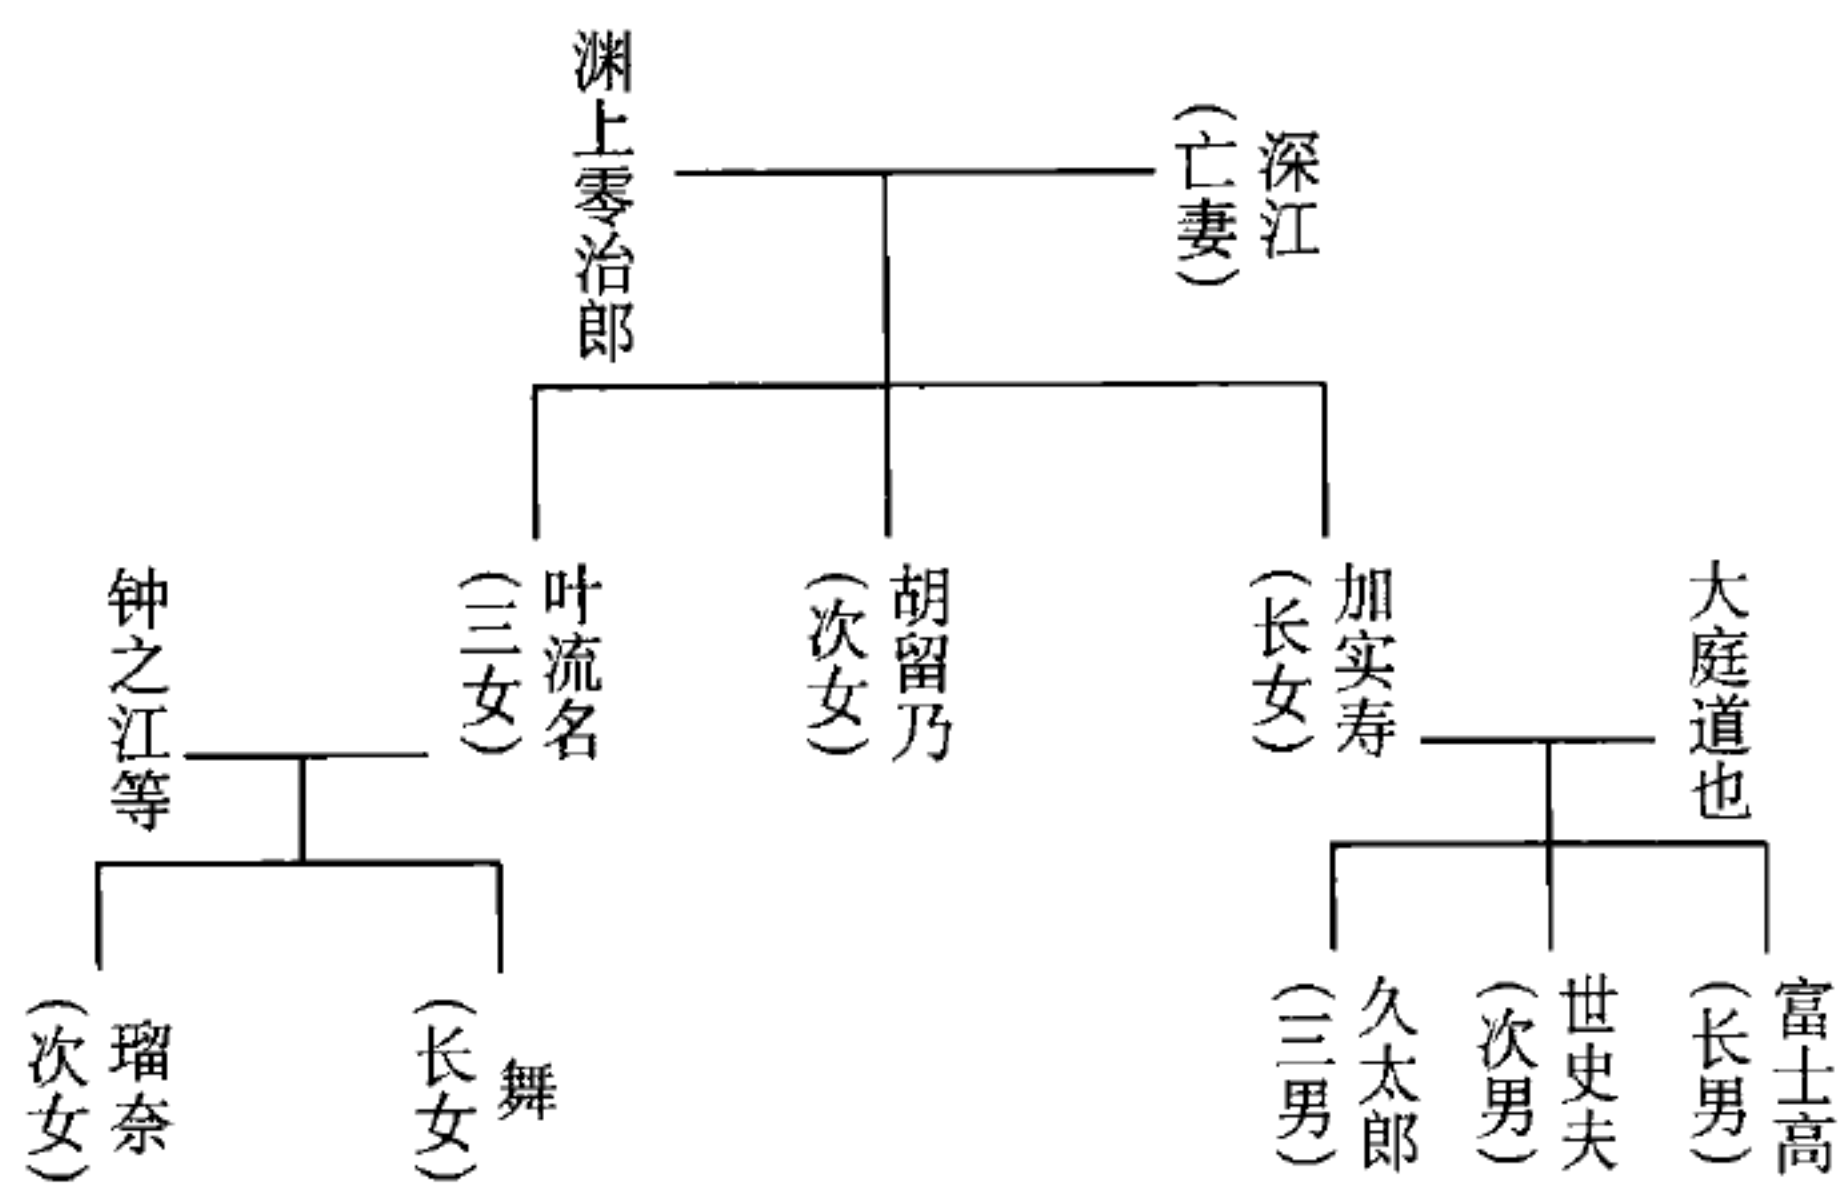 渊上零治郎
深江
（亡妻）
大庭道也
加实寿
（长女）
胡留乃
（次女）
叶流名
（三女）
钟之江等
富士高
（长男）
世史夫
（次男）
久太郎
（三男）
舞
（长女）
瑠奈
（次女）